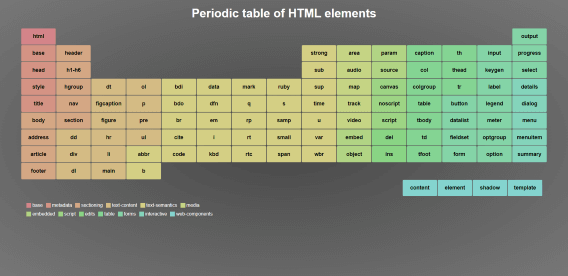 Periodic table of HTML elements
html output
base header strong area param caption th input progress
head h1-h6 sub audio source col thead keygen select
style hgroup dt ol bdi data mark ruby sup map canvas colgroup tr label details
title nav figcaption p bdo dfn q s time track noscript table button legend dialog
body section figure pre br em rp samp u video script tbody datalist meter menu
address dd hr ul cite i rt small var embed del td fieldset optgroup menuitem
article div li abbr code kbd rtc span wbr object ins tfoot form option summary
footer dl main b
content element shadow template
base metadata sectioning text-content text-semantics media
embedded script edits table forms interactive web-components